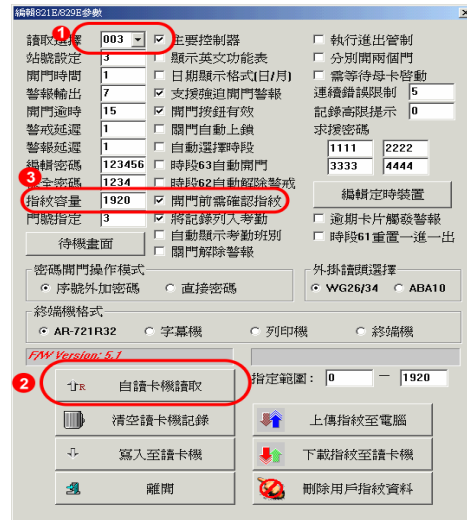 編輯821E/829E參數
1
讀取選擇 003 主要控制器 執行進出管制
站號設定 3 顯示英文功能表 分別開兩個門
開門時間 1 日期顯示格式(日/月) 需等待母卡啓動
警報輸出 7 支援強迫開門警報 連續錯誤限制 5
開門逾時 15 開門按鈕有效 記錄高限提示 0
警戒延遲 1 關門自動上鎖 求援密碼
警報延遲 1 自動選擇時段 1111 2222
編輯密碼 123456 時段63自動開門 3333 4444
3
安全密碼 1234 時段62自動解除警戒 編輯定時裝置
指紋容量 1920 開門前需確認指紋
門號指定 3 將記錄列入考勤 逾期卡片觸發警報
待機畫面 自動顯示考勤班別 時段61重置一進一出
關門解除警報
密碼開門操作模式 外掛讀頭選擇
序號外加密碼 直接密碼 WG26/34 ABA10
終端機格式
AR-721R32 字幕機 列印機 終端機
F/W Version: 5.1
2
自讀卡機讀取 指定範圍: 0 — 1920
清空讀卡機記錄 上傳指紋至電腦
寫入至讀卡機 下載指紋至讀卡機
離開 刪除用戶指紋資料